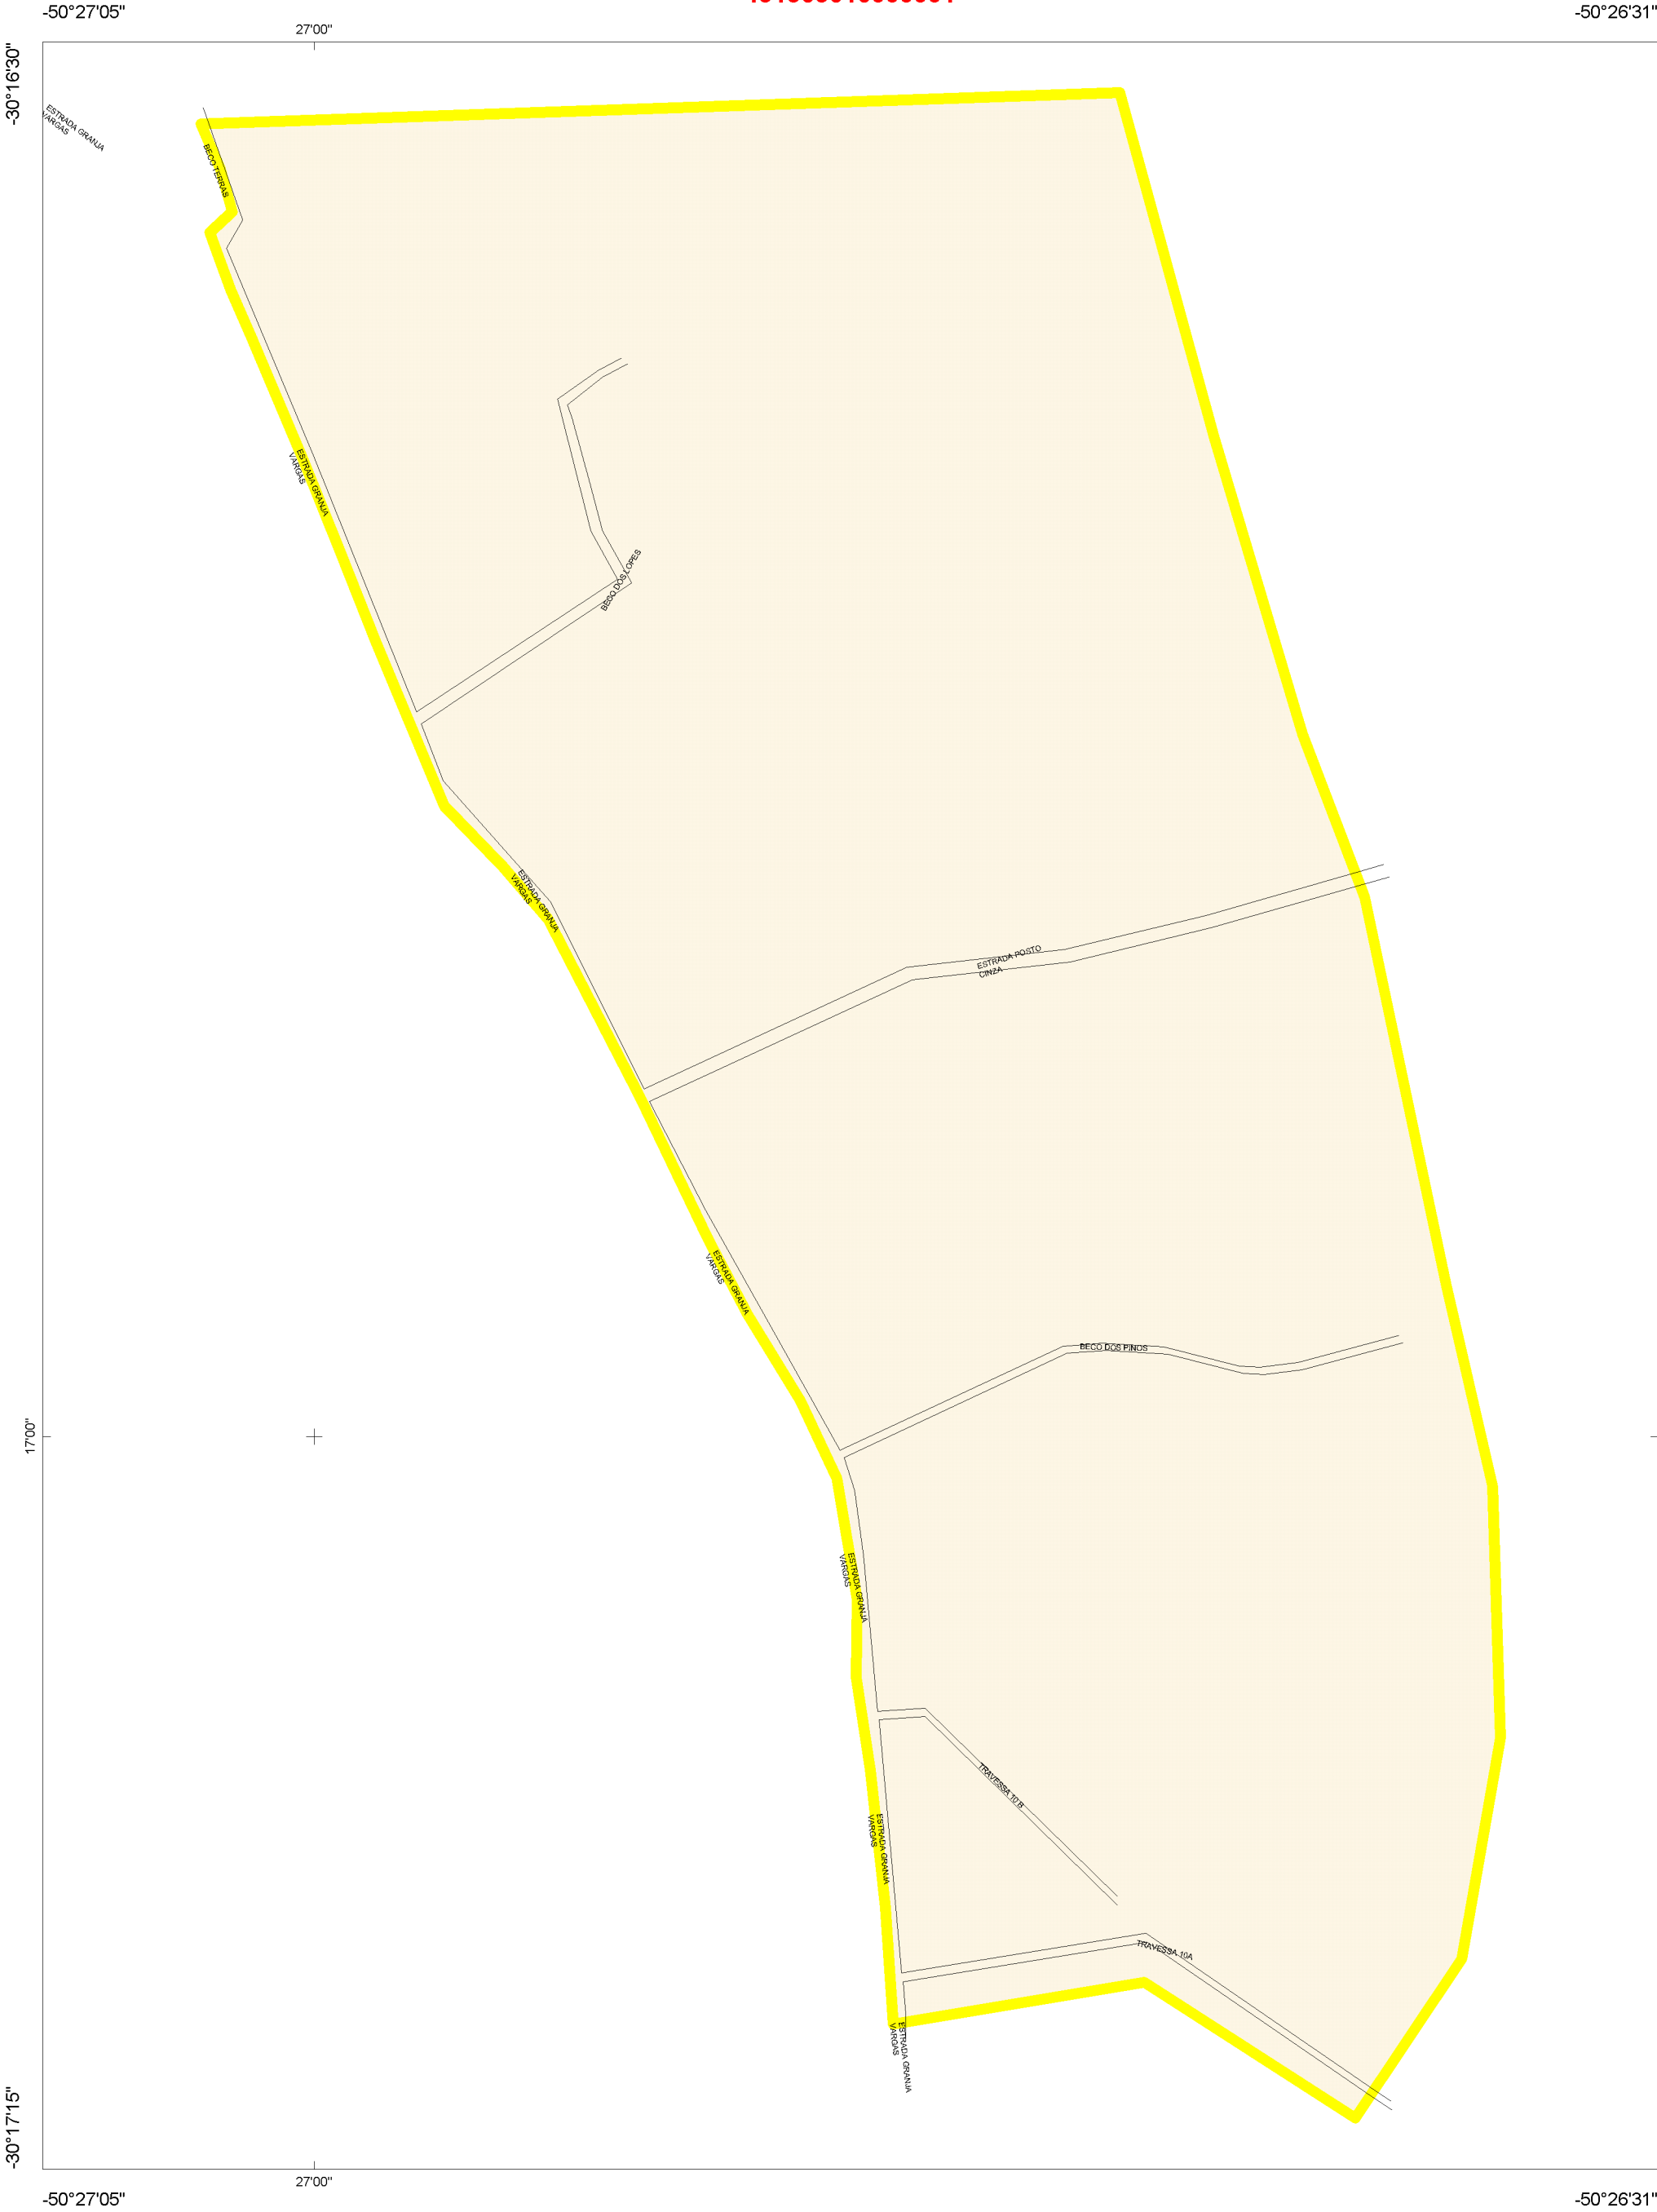 -50°27'05"
-50°26'31"
27'00"
-30°16'30"
ESTRADA GRANJA
VARGAS
BECO TERRAS
ESTRADA GRANJA
VARGAS
BECO DOS LOPES
ESTRADA GRANJA
VARGAS
ESTRADA POSTO
CINZA
ESTRADA GRANJA
VARGAS
BECO DOS PINOS
17'00"
ESTRADA GRANJA
VARGAS
TRAVESSA 10 B
ESTRADA GRANJA
VARGAS
TRAVESSA 10A
ESTRADA GRANJA
VARGAS
-30°17'15"
27'00"
-50°27'05"
-50°26'31"